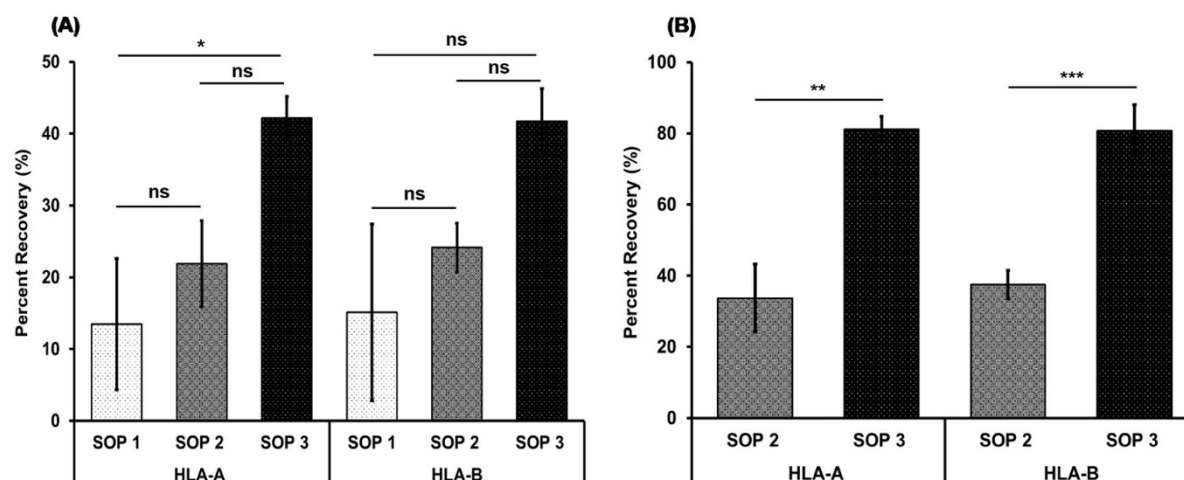 (A)
Percent Recovery (%)
50
40
30
20
10
0
*
ns
ns
ns
ns
ns
SOP 1 SOP 2 SOP 3 SOP 1 SOP 2 SOP 3
HLA-A HLA-B
(B)
Percent Recovery (%)
100
80
60
40
20
0
**
***
SOP 2 SOP 3 SOP 2 SOP 3
HLA-A HLA-B